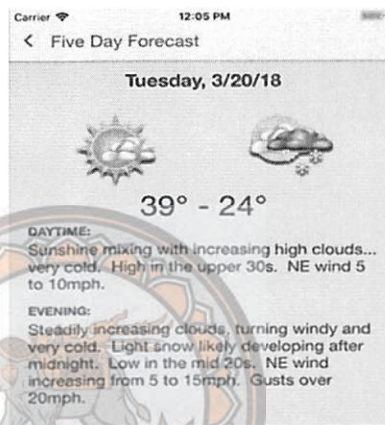 Carrier 12:05 PM
Five Day Forecast
Tuesday, 3/20/18
39° - 24°
DAYTIME:
Sunshine mixing with increasing high clouds...
very cold. High in the upper 30s. NE wind 5
to 10mph.
EVENING:
Steadily increasing clouds, turning windy and
very cold. Light snow likely developing after
midnight. Low in the mid 20s. NE wind
increasing from 5 to 15mph. Gusts over
20mph.